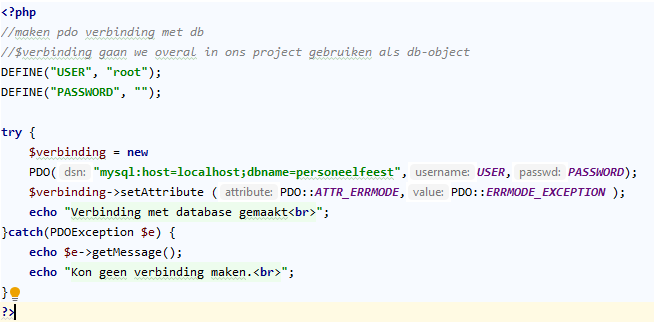 <?php
//maken pdo verbinding met db
//$verbinding gaan we overal in ons project gebruiken als db-object
DEFINE("USER", "root");
DEFINE("PASSWORD", "");
try {
$verbinding = new
PDO( dsn: "mysql:host=localhost;dbname=personeelfeest", username: USER, passwd: PASSWORD);
$verbinding->setAttribute ( attribute: PDO::ATTR_ERRMODE, value: PDO::ERRMODE_EXCEPTION );
echo "Verbinding met database gemaakt<br>";
}catch(PDOException $e) {
echo $e->getMessage();
echo "Kon geen verbinding maken.<br>";
}
?>